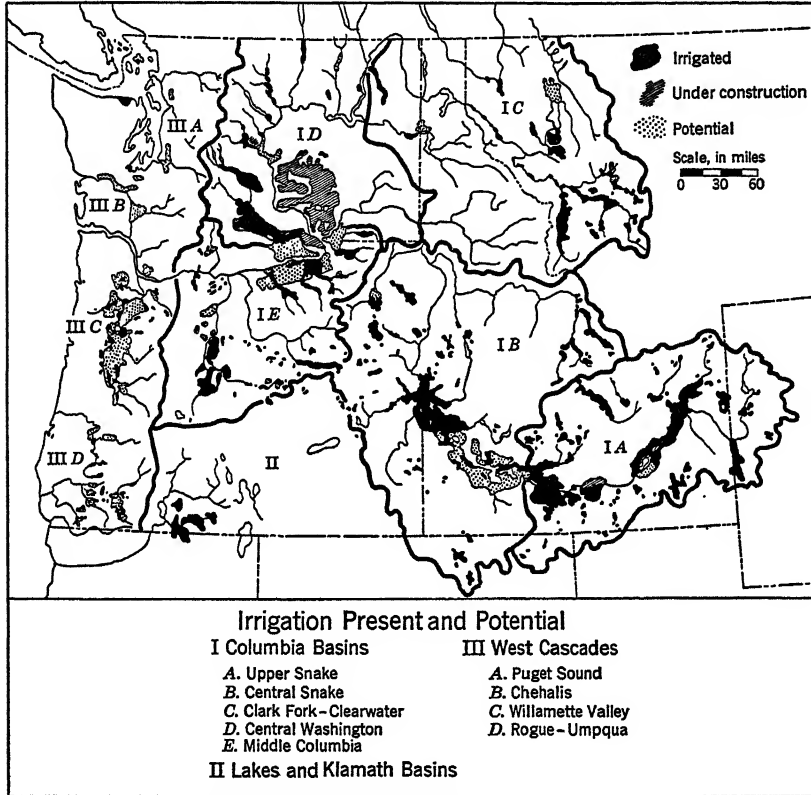 Irrigated
Under construction
Potential
Scale, in miles
0 30 60
I C
III A
I D
III B
I E
III C
I B
I A
III D
II
Irrigation Present and Potential
I Columbia Basins
A. Upper Snake
B. Central Snake
C. Clark Fork-Clearwater
D. Central Washington
E. Middle Columbia
II Lakes and Klamath Basins
III West Cascades
A. Puget Sound
B. Chehalis
C. Willamette Valley
D. Rogue-Umpqua